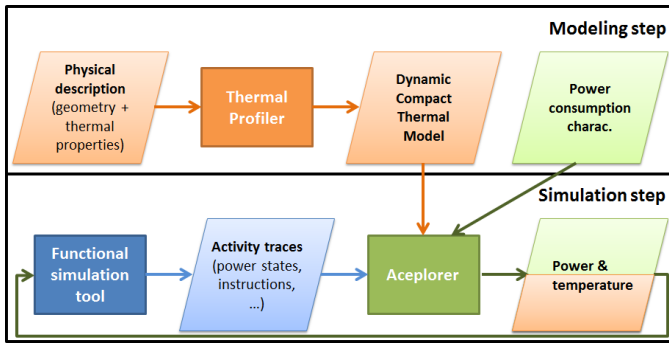 Modeling step
Physical
description
(geometry +
thermal
properties)
Thermal
Profiler
Dynamic
Compact
Thermal
Model
Power
consumption
charac.
Simulation step
Functional
simulation
tool
Activity traces
(power states,
instructions,
...)
Aceplorer
Power &
temperature